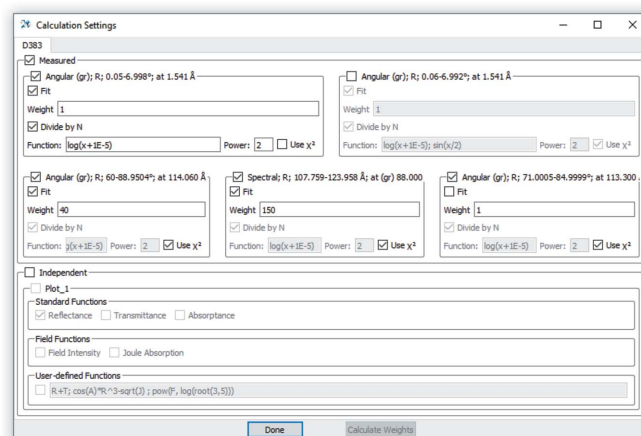 Calculation Settings
D383
Measured
Angular (gr); R; 0.05-6.998°; at 1.541 Å
Fit
Weight 1
Divide by N
Function: log(x+1E-5) Power: 2 Use χ²
Angular (gr); R; 0.06-6.992°; at 1.541 Å
Fit
Weight 1
Divide by N
Function: log(x+1E-5); sin(x/2) Power: 2 Use χ²
Angular (gr); R; 60-88.9504°; at 114.060 Å
Fit
Weight
40
Divide by N
Function: g(x+1E-5) Power: 2 Use χ²
Spectral; R; 107.759-123.958 Å; at (gr) 88.000
Fit
Weight
150
Divide by N
Function: log(x+1E-5) Power: 2 Use χ²
Angular (gr); R; 71.0005-84.9999°; at 113.300
Fit
Weight
1
Divide by N
Function: log(x+1E-5) Power: 2 Use χ²
Independent
Plot_1
Standard Functions
Reflectance Transmittance Absorptance
Field Functions
Field Intensity Joule Absorption
User-defined Functions
R+T; cos(A)*R^3-sqrt(J) ; pow(F, log(root(3,5)))
Done Calculate Weights